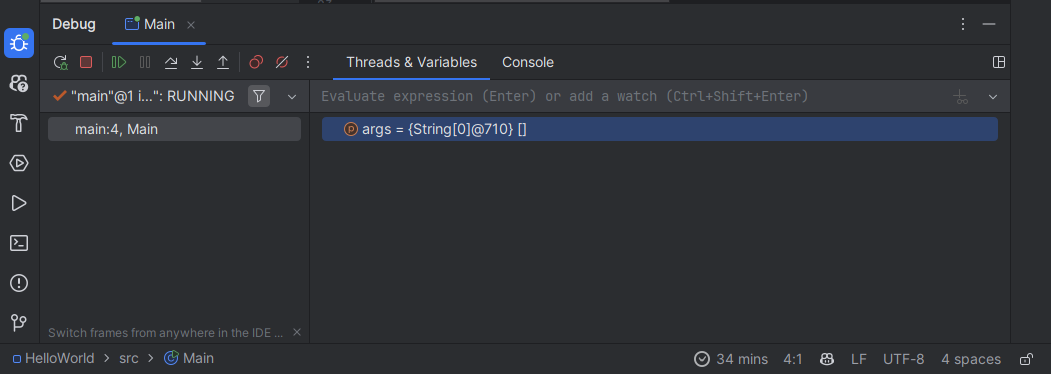 Debug Main
Threads & Variables Console
"main"@1 i...": RUNNING
Evaluate expression (Enter) or add a watch (Ctrl+Shift+Enter)
main:4, Main
args = {String[0]@710} []
Switch frames from anywhere in the IDE ...
HelloWorld > src > Main 34 mins 4:1 LF UTF-8 4 spaces